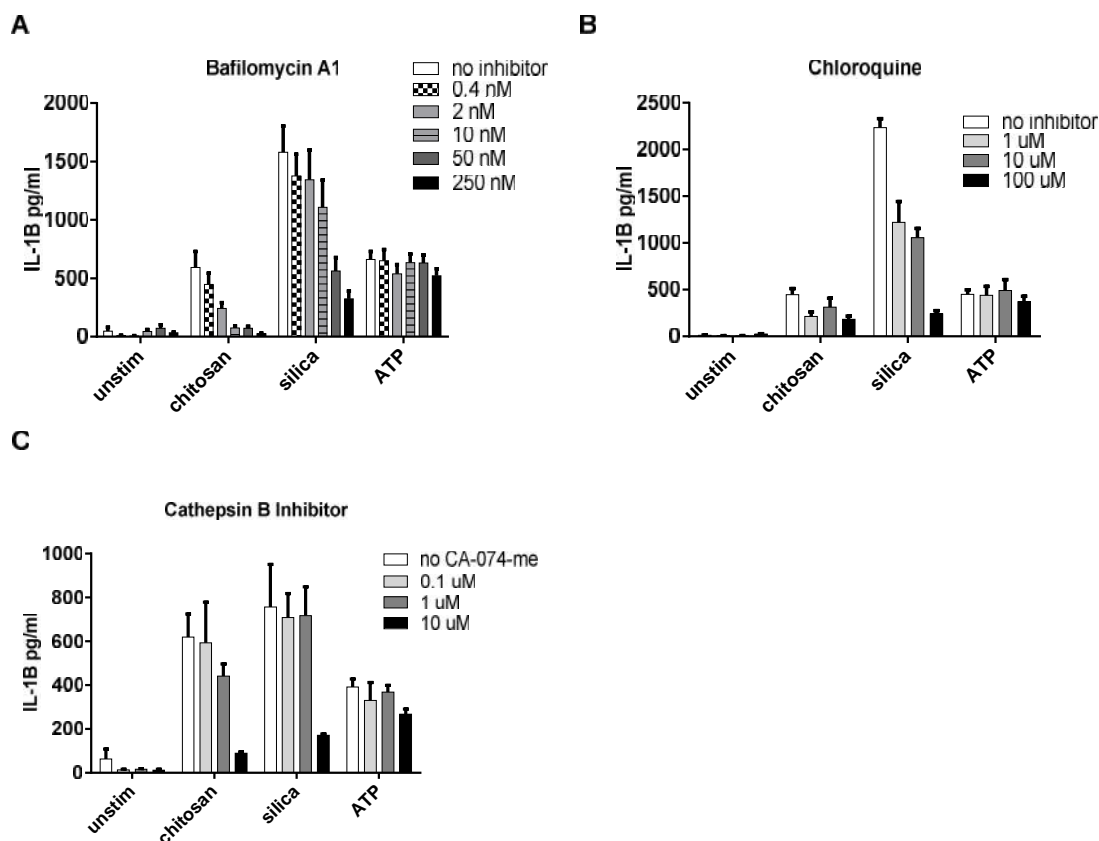 A
Bafilomycin A1
no inhibitor
0.4 nM
2 nM
10 nM
50 nM
250 nM
IL-1B pg/ml
2000
1500
1000
500
0
unstim
chitosan
silica
ATP
B
Chloroquine
no inhibitor
1 uM
10 uM
100 uM
IL-1B pg/ml
2500
2000
1500
1000
500
0
unstim
chitosan
silica
ATP
C
Cathepsin B Inhibitor
no CA-074-me
0.1 uM
1 uM
10 uM
IL-1B pg/ml
1000
800
600
400
200
0
unstim
chitosan
silica
ATP